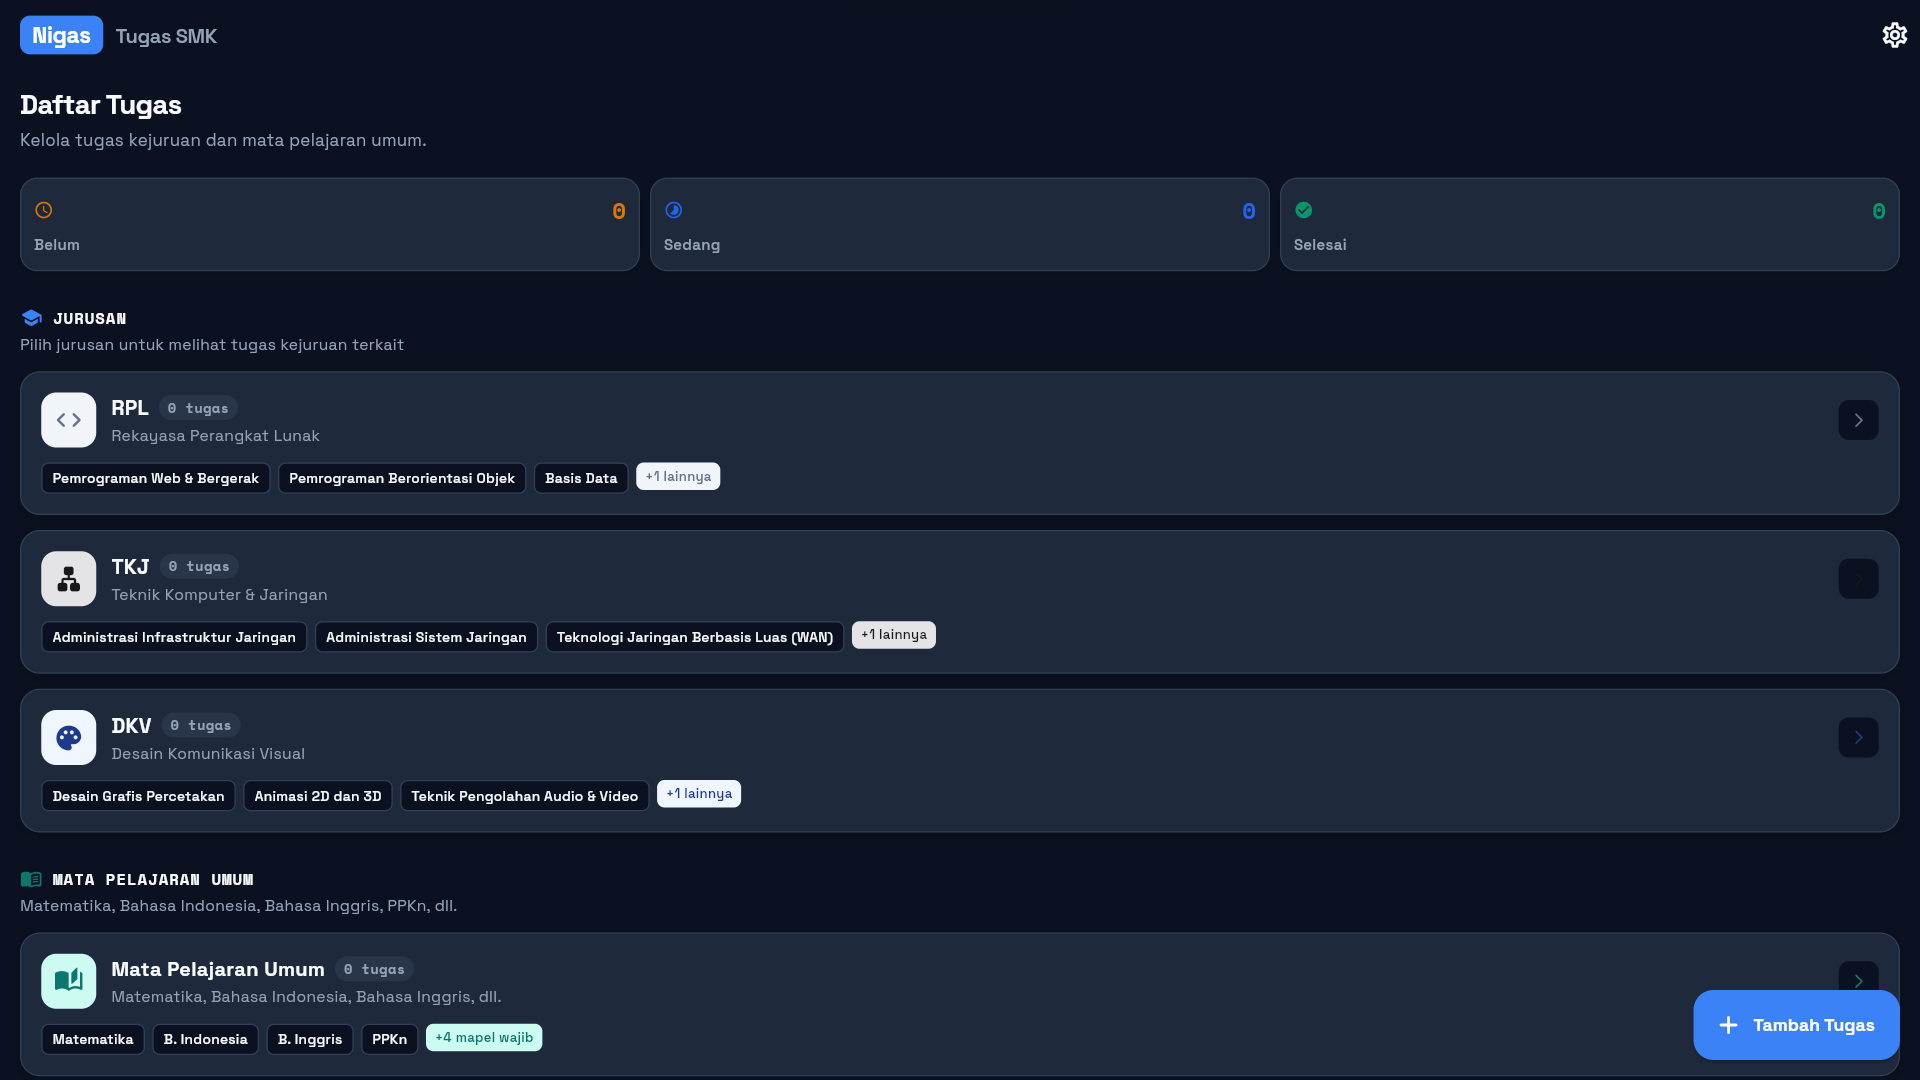 Nigas Tugas SMK
Daftar Tugas
Kelola tugas kejuruan dan mata pelajaran umum.
0
Belum
0
Sedang
0
Selesai
JURUSAN
Pilih jurusan untuk melihat tugas kejuruan terkait
RPL 0 tugas
Rekayasa Perangkat Lunak
Pemrograman Web & Bergerak Pemrograman Berorientasi Objek Basis Data +1 lainnya
TKJ 0 tugas
Teknik Komputer & Jaringan
Administrasi Infrastruktur Jaringan Administrasi Sistem Jaringan Teknologi Jaringan Berbasis Luas (WAN) +1 lainnya
DKV 0 tugas
Desain Komunikasi Visual
Desain Grafis Percetakan Animasi 2D dan 3D Teknik Pengolahan Audio & Video +1 lainnya
MATA PELAJARAN UMUM
Matematika, Bahasa Indonesia, Bahasa Inggris, PPKn, dll.
Mata Pelajaran Umum 0 tugas
Matematika, Bahasa Indonesia, Bahasa Inggris, dll.
Matematika B. Indonesia B. Inggris PPKn +4 mapel wajib
Tambah Tugas